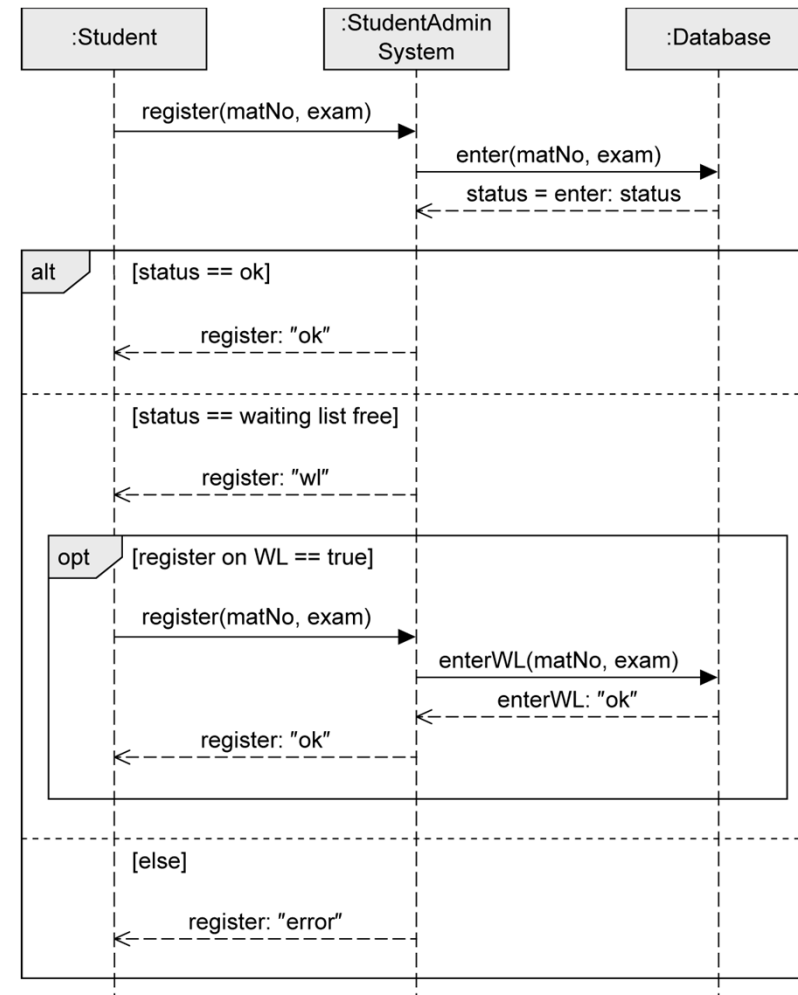 :Student
:StudentAdmin
System
:Database
register(matNo, exam)
enter(matNo, exam)
status = enter: status
alt
[status == ok]
register: "ok"
[status == waiting list free]
register: "wl"
opt
[register on WL == true]
register(matNo, exam)
enterWL(matNo, exam)
enterWL: "ok"
register: "ok"
[else]
register: "error"